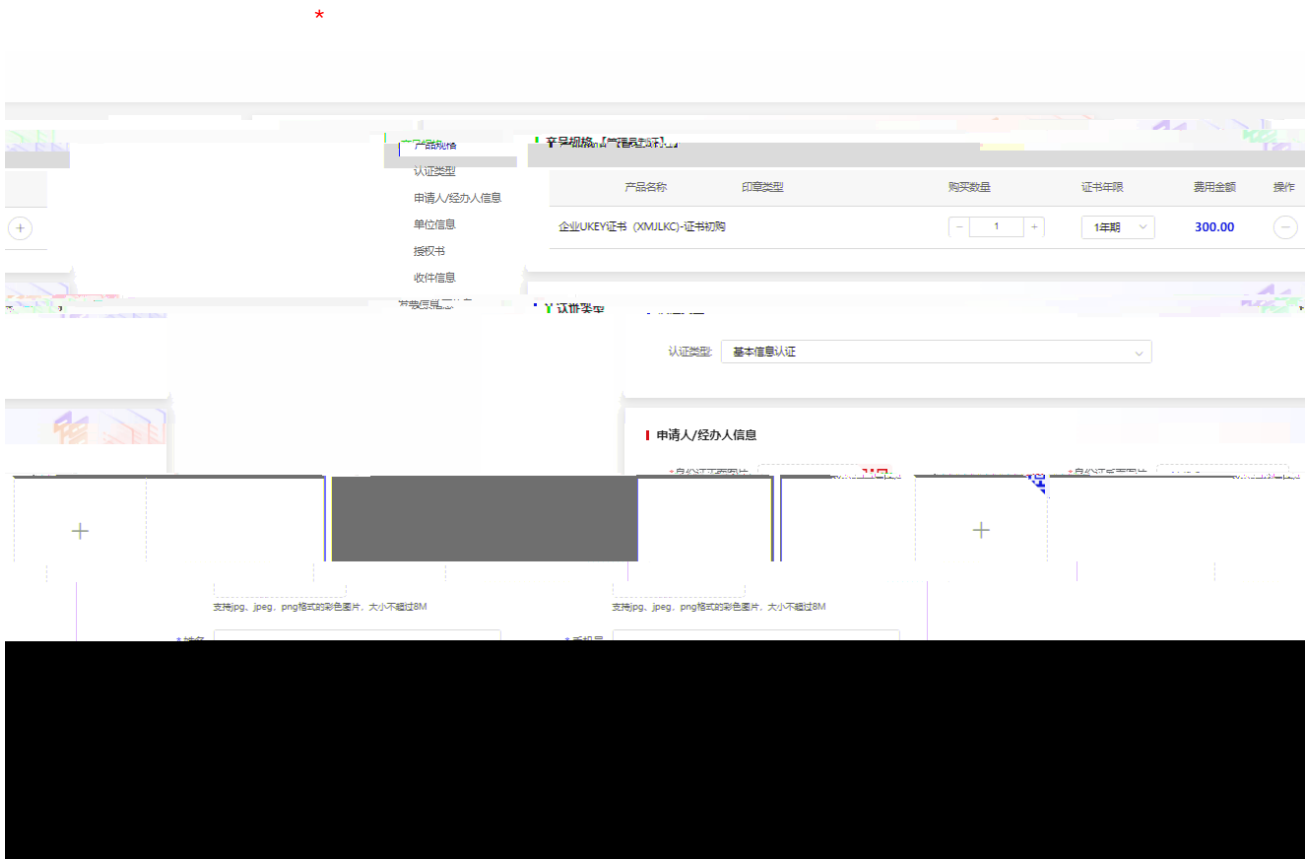 *
产品规格
认证类型
申请人/经办人信息
单位信息
授权书
收件信息
产品名称 印章类型 购买数量 证书年限 费用金额 操作
企业UKEY证书（XMJLKC)-证书初购 - 1 + 1年期 300.00
认证类型
认证类型: 基本信息认证
申请人/经办人信息
支持jpg、jpeg、png格式的彩色图片，大小不超过8M 支持jpg、jpeg、png格式的彩色图片，大小不超过8M